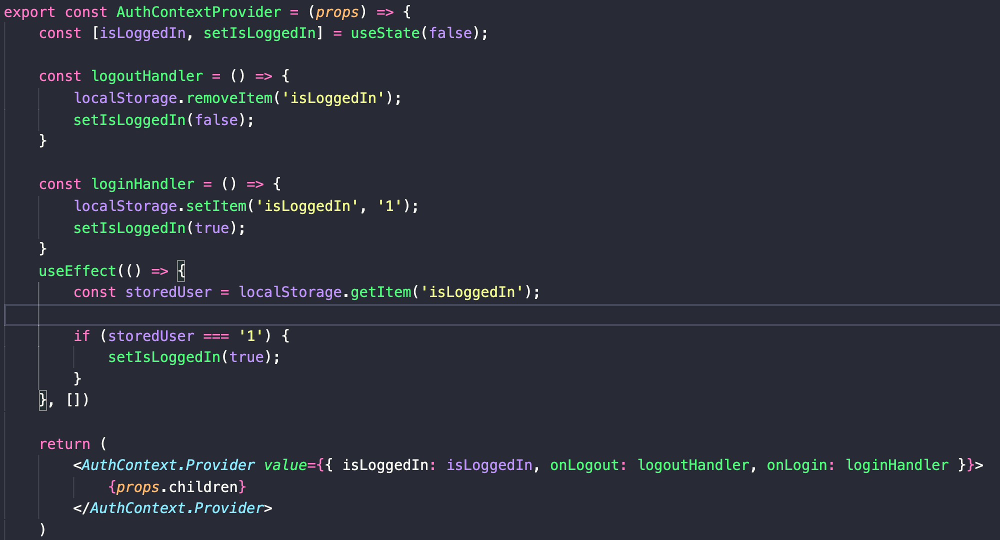 export const AuthContextProvider = (props) => {
    const [isLoggedIn, setIsLoggedIn] = useState(false);

    const logoutHandler = () => {
        localStorage.removeItem('isLoggedIn');
        setIsLoggedIn(false);
    }

    const loginHandler = () => {
        localStorage.setItem('isLoggedIn', '1');
        setIsLoggedIn(true);
    }
    useEffect(() => {
        const storedUser = localStorage.getItem('isLoggedIn');

        if (storedUser === '1') {
            setIsLoggedIn(true);
        }
    }, [])

    return (
        <AuthContext.Provider value={{ isLoggedIn: isLoggedIn, onLogout: logoutHandler, onLogin: loginHandler }}>
            {props.children}
        </AuthContext.Provider>
    )